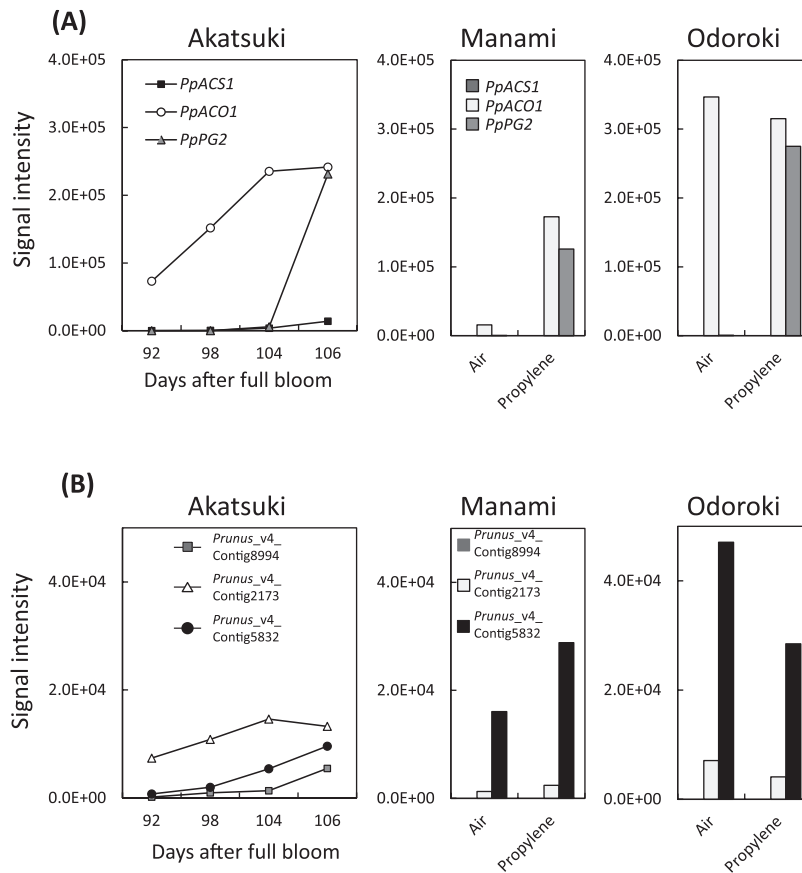 (A)
Akatsuki
Manami
Odoroki
Signal intensity
4.0E+05
3.0E+05
2.0E+05
1.0E+05
0.0E+00
PpACS1
PpACO1
PpPG2
92 98 104 106
Days after full bloom
4.0E+05
3.0E+05
2.0E+05
1.0E+05
0.0E+00
PpACS1
PpACO1
PpPG2
Air
Propylene
4.0E+05
3.0E+05
2.0E+05
1.0E+05
0.0E+00
Air
Propylene
(B)
Akatsuki
Manami
Odoroki
Signal intensity
4.0E+04
2.0E+04
0.0E+00
Prunus_v4_
Contig8994
Prunus_v4_
Contig2173
Prunus_v4_
Contig5832
92 98 104 106
Days after full bloom
4.0E+04
2.0E+04
0.0E+00
Prunus_v4_
Contig8994
Prunus_v4_
Contig2173
Prunus_v4_
Contig5832
Air
Propylene
4.0E+04
2.0E+04
0.0E+00
Air
Propylene